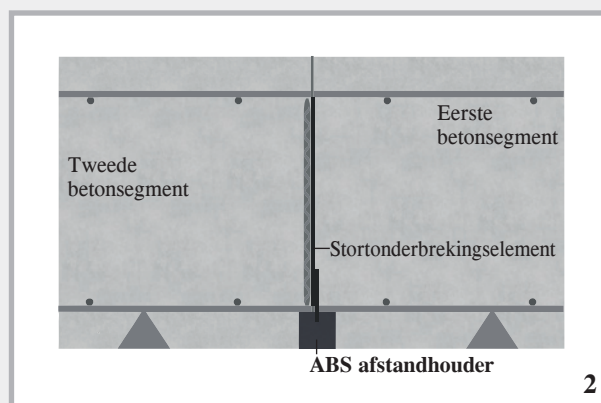 Eerste
betonsegment
Tweede
betonsegment
Stortonderbrekingselement
ABS afstandhouder
2